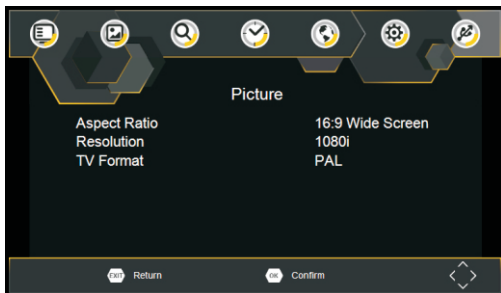 Picture
Aspect Ratio 16:9 Wide Screen
Resolution 1080i
TV Format PAL
EXIT Return OK Confirm